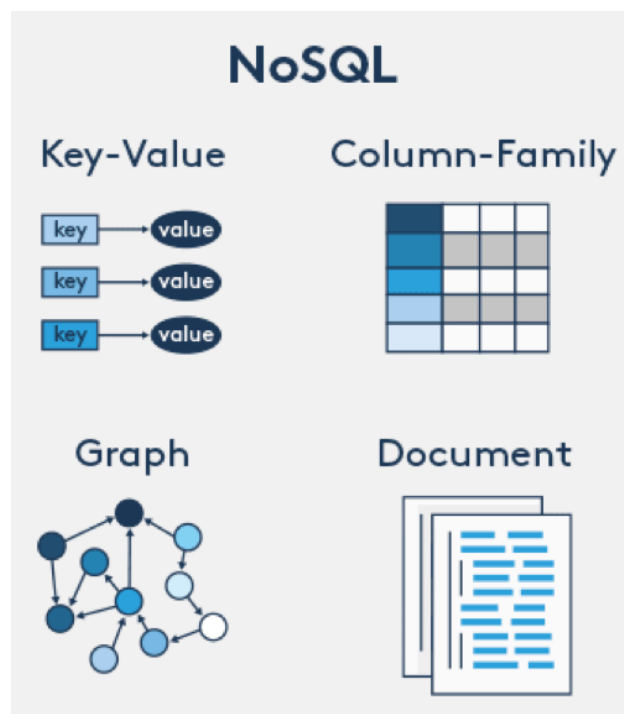 NoSQL
Key-Value
key value
key value
key value
Column-Family
Graph
Document